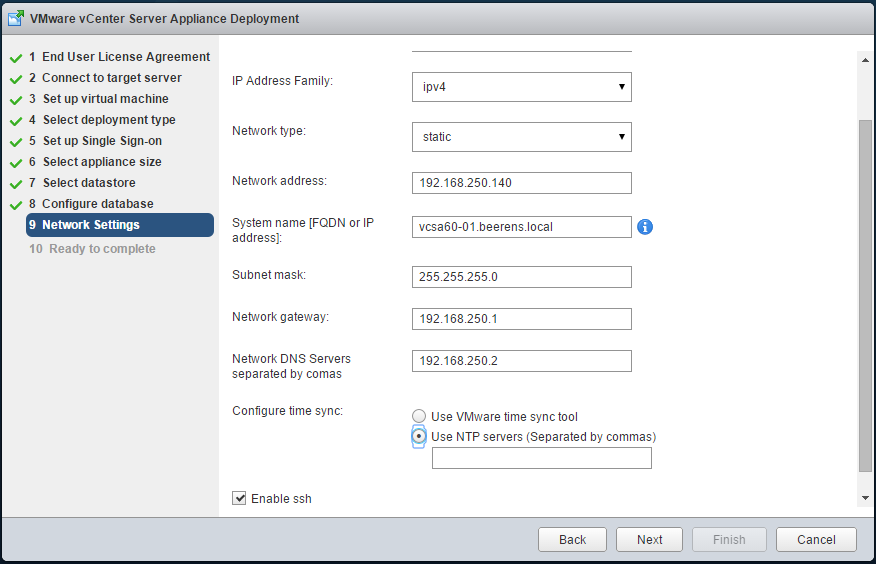 VMware vCenter Server Appliance Deployment
1 End User License Agreement
2 Connect to target server
3 Set up virtual machine
4 Select deployment type
5 Set up Single Sign-on
6 Select appliance size
7 Select datastore
8 Configure database
9 Network Settings
10 Ready to complete
IP Address Family:
ipv4
Network type:
static
Network address:
192.168.250.140
System name [FQDN or IP
address]:
vcsa60-01.beerens.local
Subnet mask:
255.255.255.0
Network gateway:
192.168.250.1
Network DNS Servers
separated by comas
192.168.250.2
Configure time sync:
Use VMware time sync tool
Use NTP servers (Separated by commas)
Enable ssh
Back
Next
Finish
Cancel